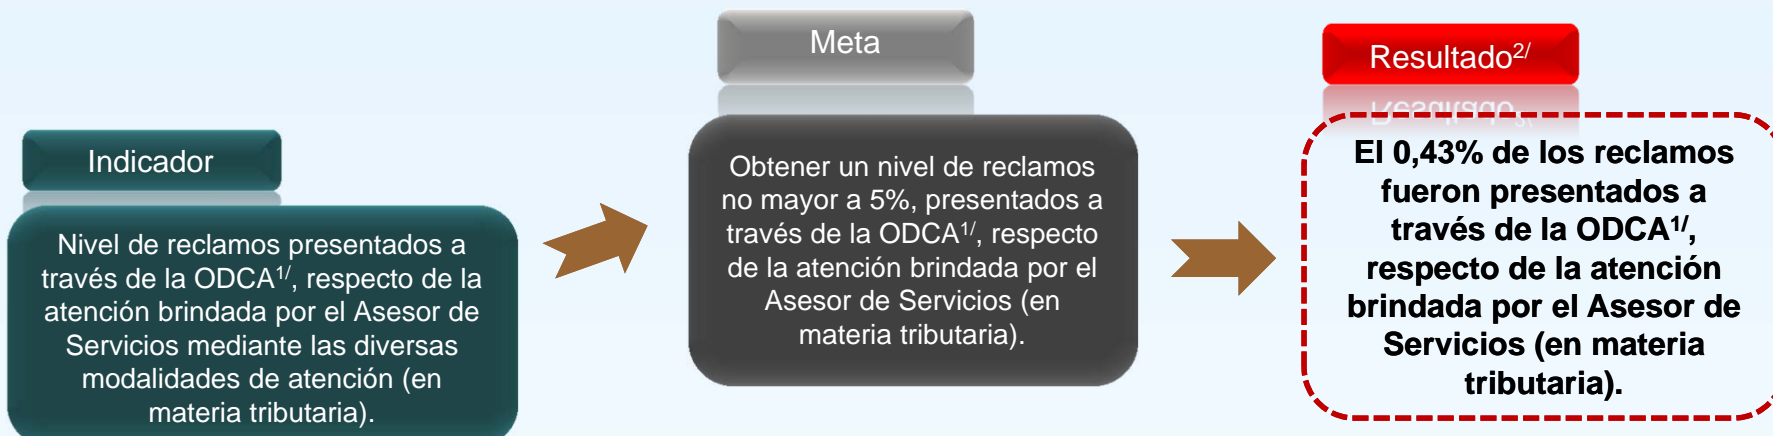 Indicador
Nivel de reclamos presentados a
través de la ODCA1/, respecto de la
atención brindada por el Asesor de
Servicios mediante las diversas
modalidades de atención (en
materia tributaria).
Meta
Obtener un nivel de reclamos
no mayor a 5%, presentados a
través de la ODCA1/, respecto
de la atención brindada por el
Asesor de Servicios (en
materia tributaria).
Resultado2/
El 0,43% de los reclamos
fueron presentados a
través de la ODCA1/,
respecto de la atención
brindada por el Asesor de
Servicios (en materia
tributaria).